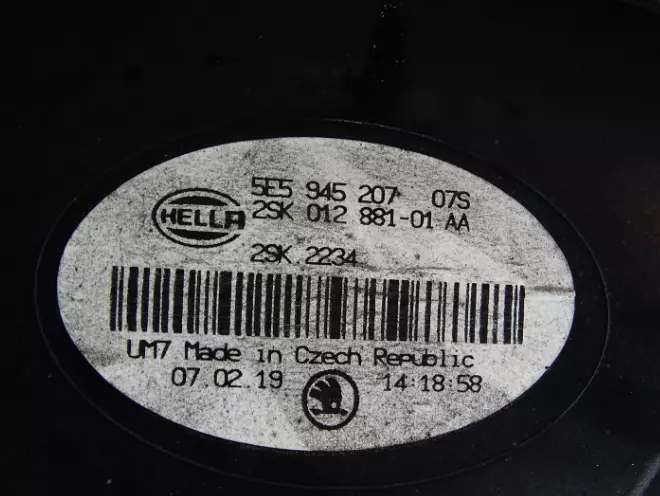 5E5 945 207 07S
HELLA 2SK 012 881-01 AA
2SK 2234
UM7 Made in Czech Republic
07.02.19 14:18:58